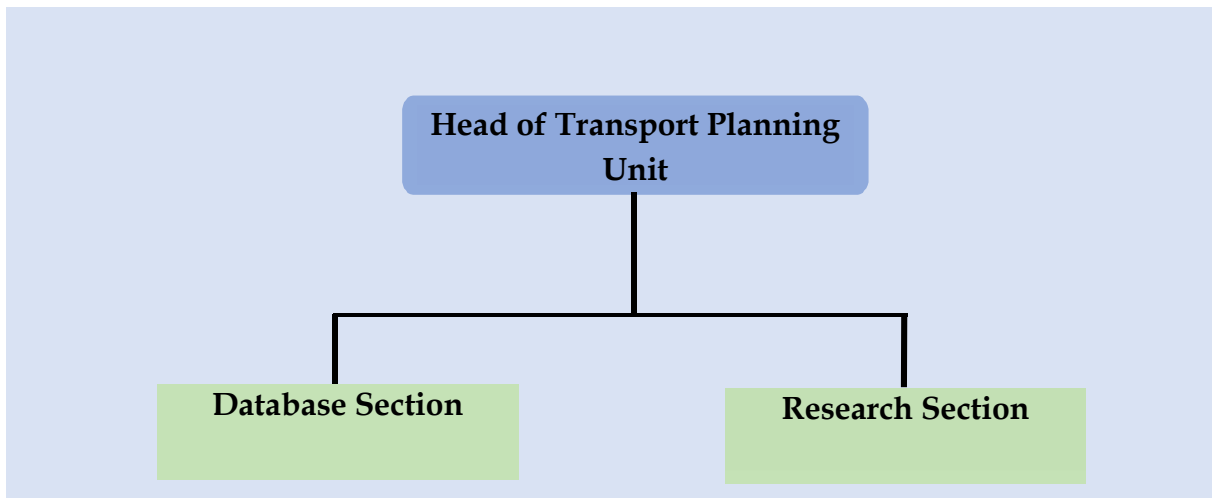 Head of Transport Planning
Unit
Database Section
Research Section